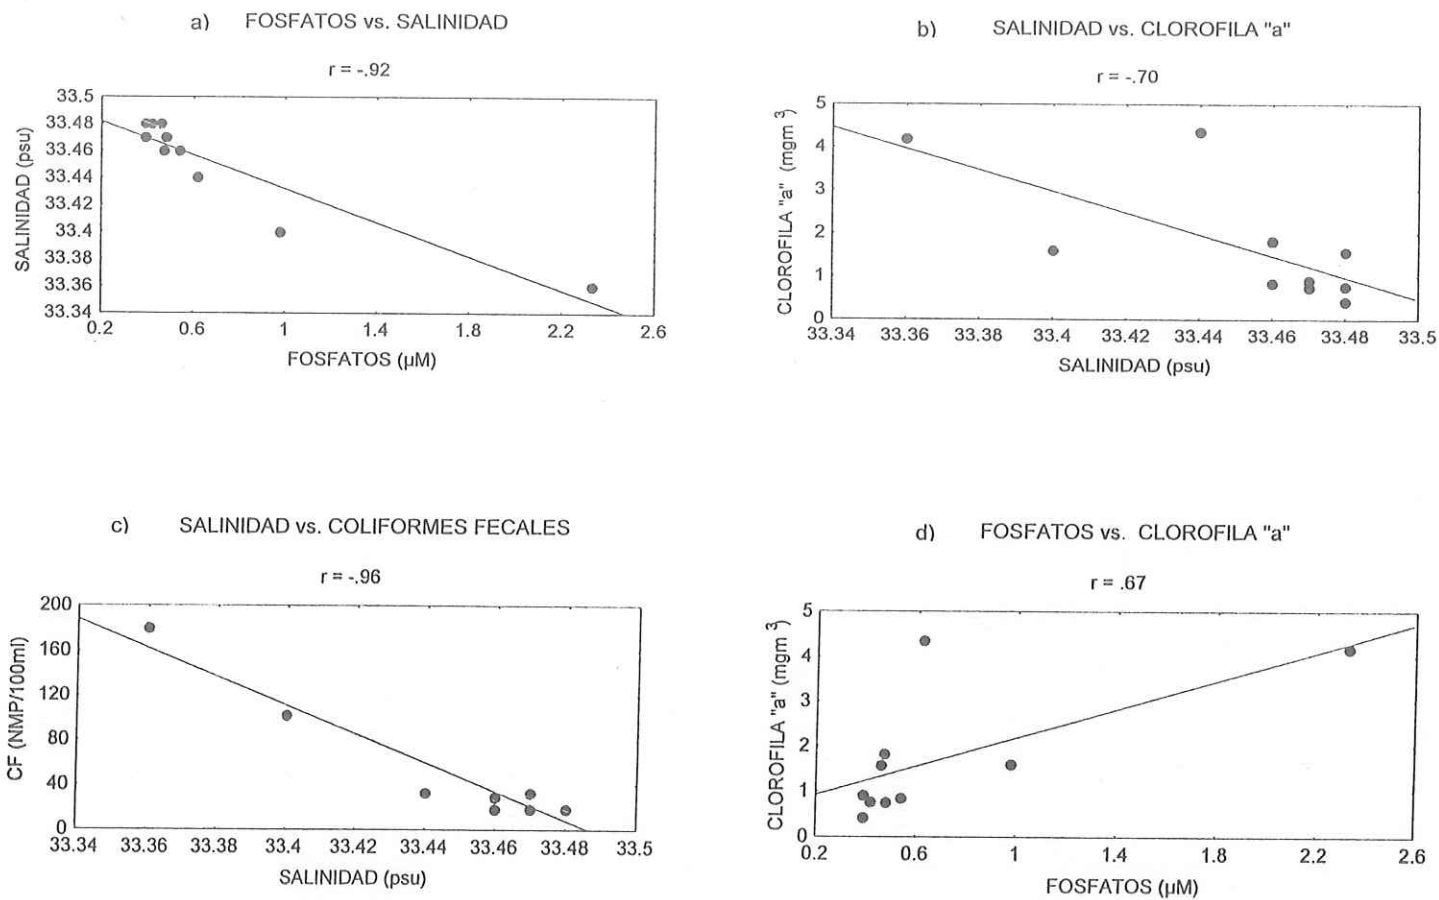 a) FOSFATOS vs. SALINIDAD
r = -.92
SALINIDAD (psu)
33.5
33.48
33.46
33.44
33.42
33.4
33.38
33.36
33.34
0.2 0.6 1 1.4 1.8 2.2 2.6
FOSFATOS (µM)
b) SALINIDAD vs. CLOROFILA "a"
r = -.70
CLOROFILA "a" (mgm 3)
5
4
3
2
1
0
33.34 33.36 33.38 33.4 33.42 33.44 33.46 33.48 33.5
SALINIDAD (psu)
c) SALINIDAD vs. COLIFORMES FECALES
r = -.96
CF (NMP/100ml)
200
160
120
80
40
0
33.34 33.36 33.38 33.4 33.42 33.44 33.46 33.48 33.5
SALINIDAD (psu)
d) FOSFATOS vs. CLOROFILA "a"
r = .67
CLOROFILA "a" (mgm 3)
5
4
3
2
1
0
0.2 0.6 1 1.4 1.8 2.2 2.6
FOSFATOS (µM)